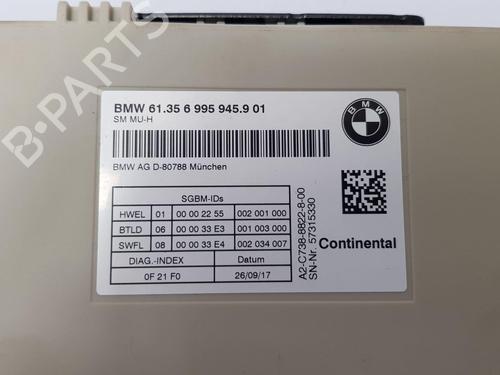 BMW 61.35 6 995 945.9 01
SM MU-H
BMW
BMW AG D-80788 München
SGBM-IDs
HWEL 01 00 00 22 55 002 001 000
BTLD 06 00 00 33 E3 001 003 000
SWFL 08 00 00 33 E4 002 034 007
DIAG.-INDEX Datum
0F 21 F0 26/09/17
Continental
A2-C738-8822-8-00
SN-Nr. 57315330
B-PARTS